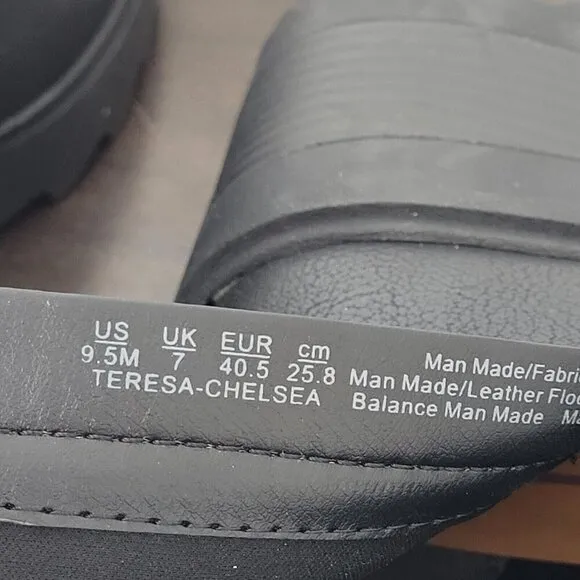 US UK EUR cm
9.5M 7 40.5 25.8
TERESA-CHELSEA
Man Made/Fabric
Man Made/Leather
Balance Man Made